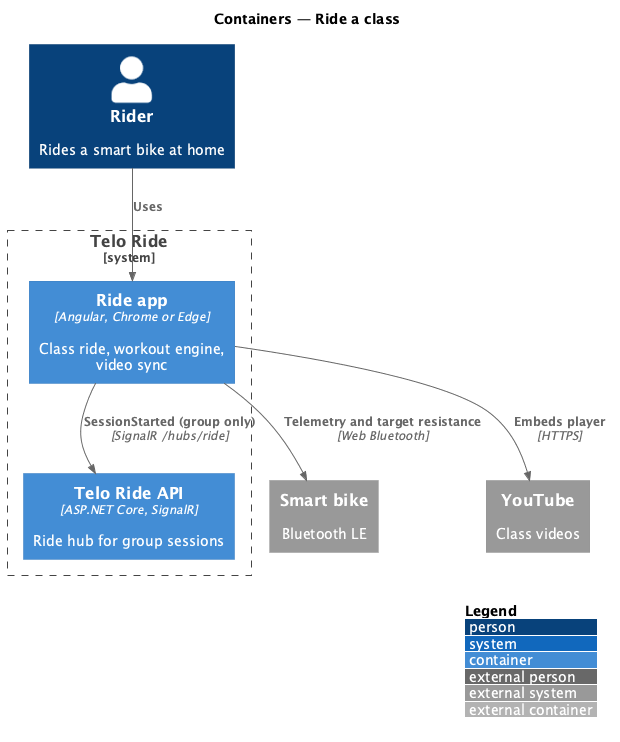 Containers — Ride a class
Rider
Rides a smart bike at home
Uses
Telo Ride
[system]
Ride app
[Angular, Chrome or Edge]
Class ride, workout engine,
video sync
SessionStarted (group only)
[SignalR /hubs/ride]
Telemetry and target resistance
[Web Bluetooth]
Embeds player
[HTTPS]
Telo Ride API
[ASP.NET Core, SignalR]
Ride hub for group sessions
Smart bike
Bluetooth LE
YouTube
Class videos
Legend
person
system
container
external person
external system
external container